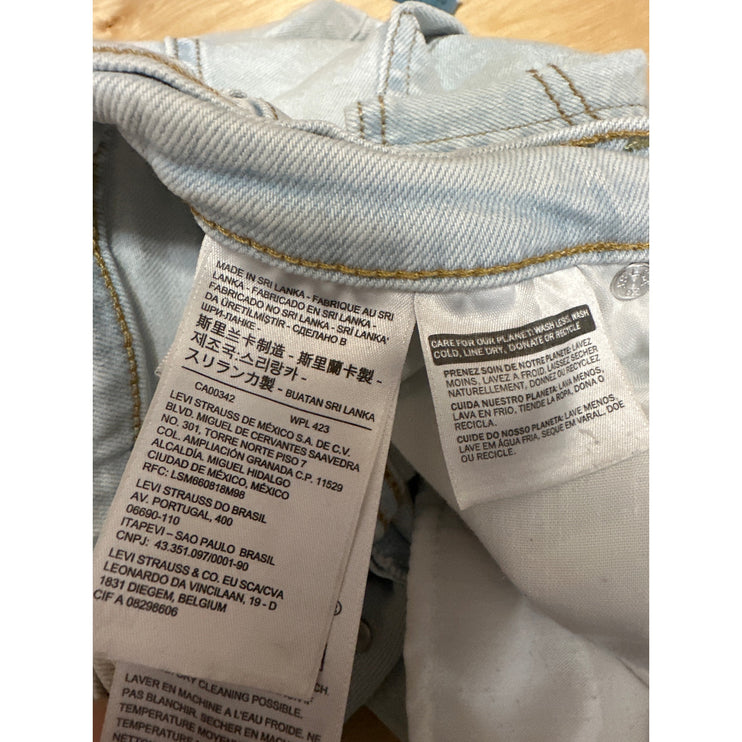 MADE IN SRI LANKA - FABRIQUE AU SRI
LANKA - FABRICADO EN SRI LANKA -
FABRICADO NO SRI LANKA - SRİ LANKA'
DA ÜRETİLMİŞTİR - СДЕЛАНО В
ШРИ-ЛАНКЕ -
斯里兰卡制造 - 斯里蘭卡製 -
제조국:스리랑카 -
スリランカ製 - BUATAN SRI LANKA
CA00342 WPL 423
LEVI STRAUSS DE MÉXICO S.A. DE C.V.
BLVD. MIGUEL DE CERVANTES SAAVEDRA
NO. 301, TORRE NORTE PISO 7
COL. AMPLIACIÓN GRANADA C.P. 11529
ALCALDÍA. MIGUEL HIDALGO
CIUDAD DE MÉXICO, MÉXICO
RFC: LSM660818M98
LEVI STRAUSS DO BRASIL
AV. PORTUGAL, 400
06690-110
ITAPEVI – SAO PAULO BRASIL
CNPJ: 43.351.097/0001-90
LEVI STRAUSS & CO. EU SCA/CVA
LEONARDO DA VINCILAAN, 19 - D
1831 DIEGEM, BELGIUM
CIF A 08298606
CLEANING POSSIBLE.
LAVER EN MACHINE À L'EAU FROIDE. NE
PAS BLANCHIR. SÉCHER EN MACHINE
TEMPÉRATURE MOYENNE
TEMPÉRATURE
CARE FOR OUR PLANET: WASH LESS, WASH
COLD, LINE DRY, DONATE OR RECYCLE
PRENEZ SOIN DE NOTRE PLANÈTE: LAVEZ
MOINS, LAVEZ À FROID, LAISSEZ SÉCHER
NATURELLEMENT, DONNEZ OU RECYCLEZ.
CUIDA NUESTRO PLANETA: LAVA MENOS,
LAVA EN FRÍO, TIENDE LA ROPA, DONA O
RECICLA.
CUIDE DO NOSSO PLANETA: LAVE MENOS,
LAVE EM ÁGUA FRIA, SEQUE EM VARAL, DOE
OU RECICLE.